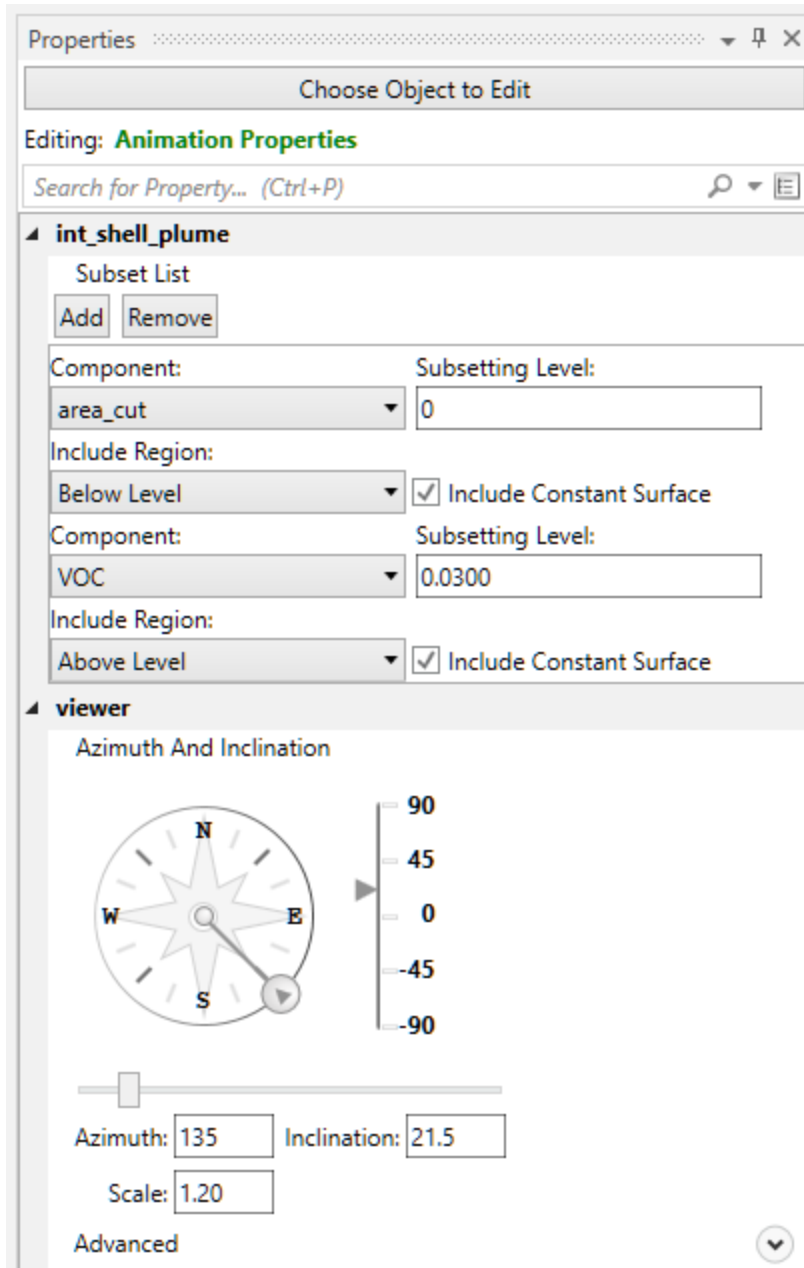 Properties
Choose Object to Edit
Editing: Animation Properties
Search for Property... (Ctrl+P)
int_shell_plume
Subset List
Add Remove
Component: Subsetting Level:
area_cut 0
Include Region:
Below Level Include Constant Surface
Component: Subsetting Level:
VOC 0.0300
Include Region:
Above Level Include Constant Surface
viewer
Azimuth And Inclination
90
N
45
W E 0
-45
S
-90
Azimuth: 135 Inclination: 21.5
Scale: 1.20
Advanced